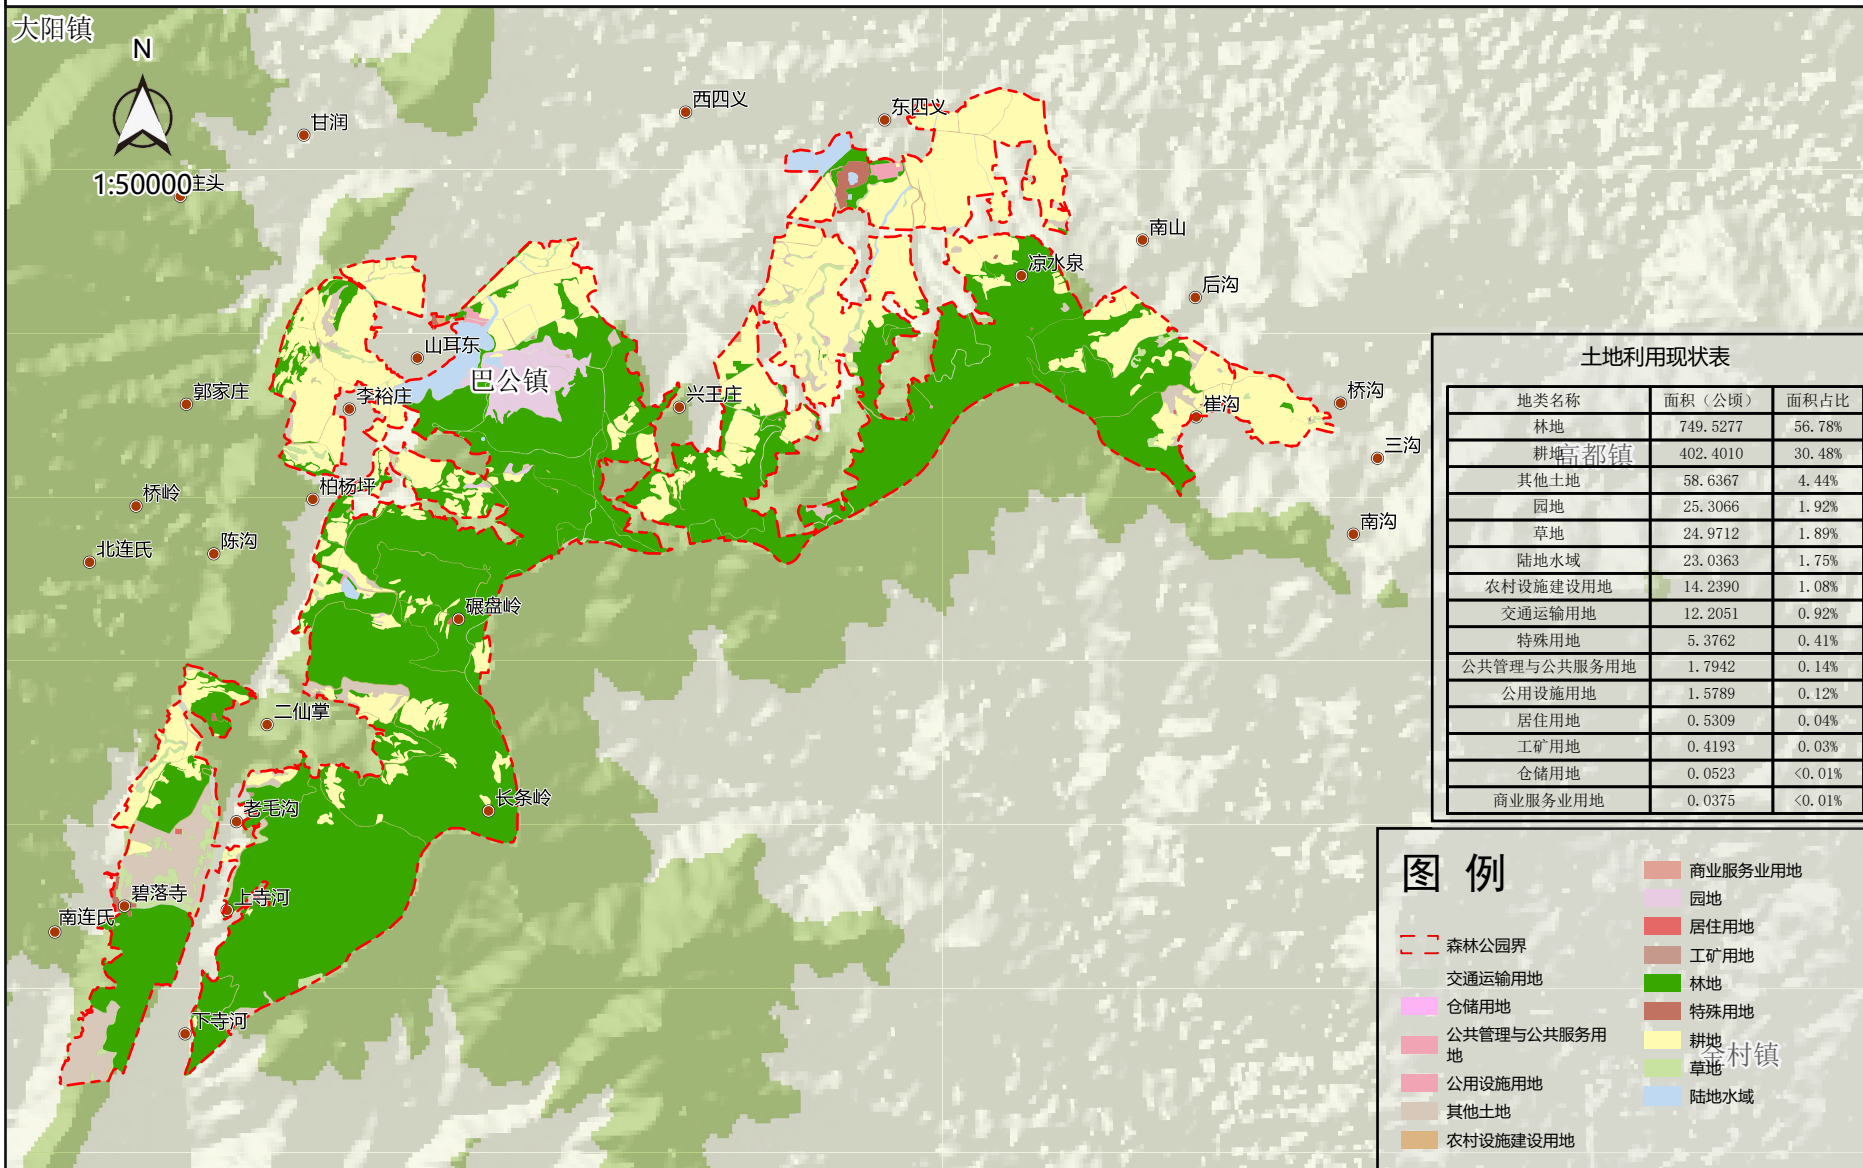 大阳镇
N
1:50000
庄头
甘润
西四义
东四义
南山
后沟
凉水泉
山耳东
巴公镇
郭家庄
李裕庄
兴王庄
崔沟
桥沟
三沟
南沟
柏杨坪
桥岭
北连氏
陈沟
碾盘岭
二仙掌
老毛沟
长条岭
碧落寺
上寺河
南连氏
下寺河
高都镇
金村镇
土地利用现状表
地类名称 面积（公顷） 面积占比
林地 749.5277 56.78%
耕地 402.4010 30.48%
其他土地 58.6367 4.44%
园地 25.3066 1.92%
草地 24.9712 1.89%
陆地水域 23.0363 1.75%
农村设施建设用地 14.2390 1.08%
交通运输用地 12.2051 0.92%
特殊用地 5.3762 0.41%
公共管理与公共服务用地 1.7942 0.14%
公用设施用地 1.5789 0.12%
居住用地 0.5309 0.04%
工矿用地 0.4193 0.03%
仓储用地 0.0523 <0.01%
商业服务业用地 0.0375 <0.01%
图 例
森林公园界
交通运输用地
仓储用地
公共管理与公共服务用
地
公用设施用地
其他土地
农村设施建设用地
商业服务业用地
园地
居住用地
工矿用地
林地
特殊用地
耕地
草地
陆地水域